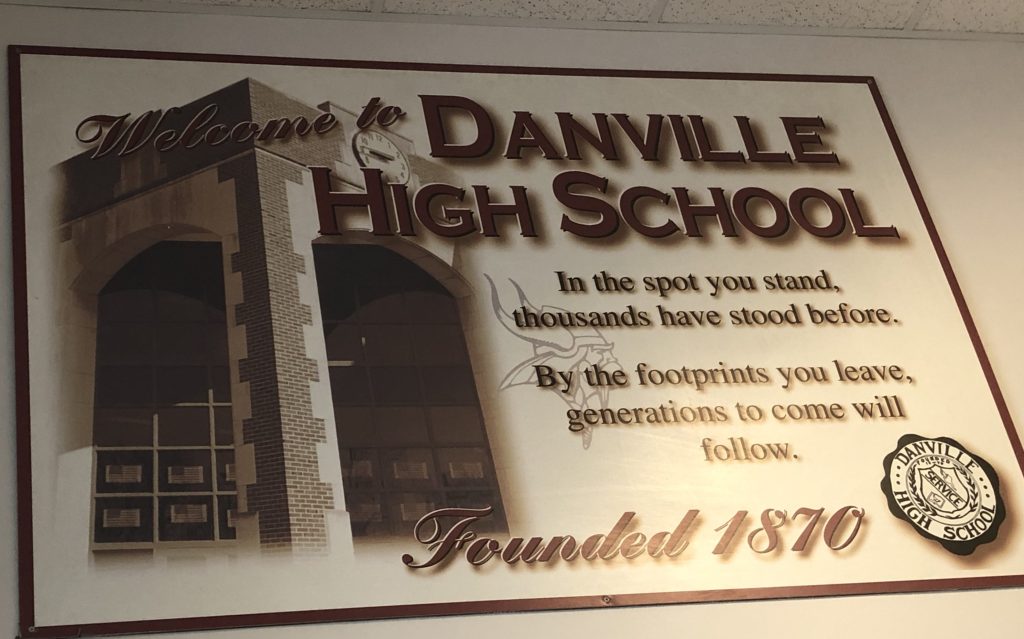 Welcome to DANVILLE
HIGH SCHOOL
In the spot you stand,
thousands have stood before.
By the footprints you leave,
generations to come will
follow.
Founded 1870
DANVILLE
SERVICE
HIGH SCHOOL